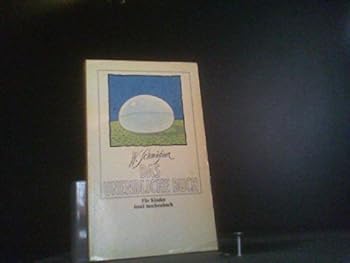 DAS
UNENDLICHE BUCH
Für Kinder
insel taschenbuch